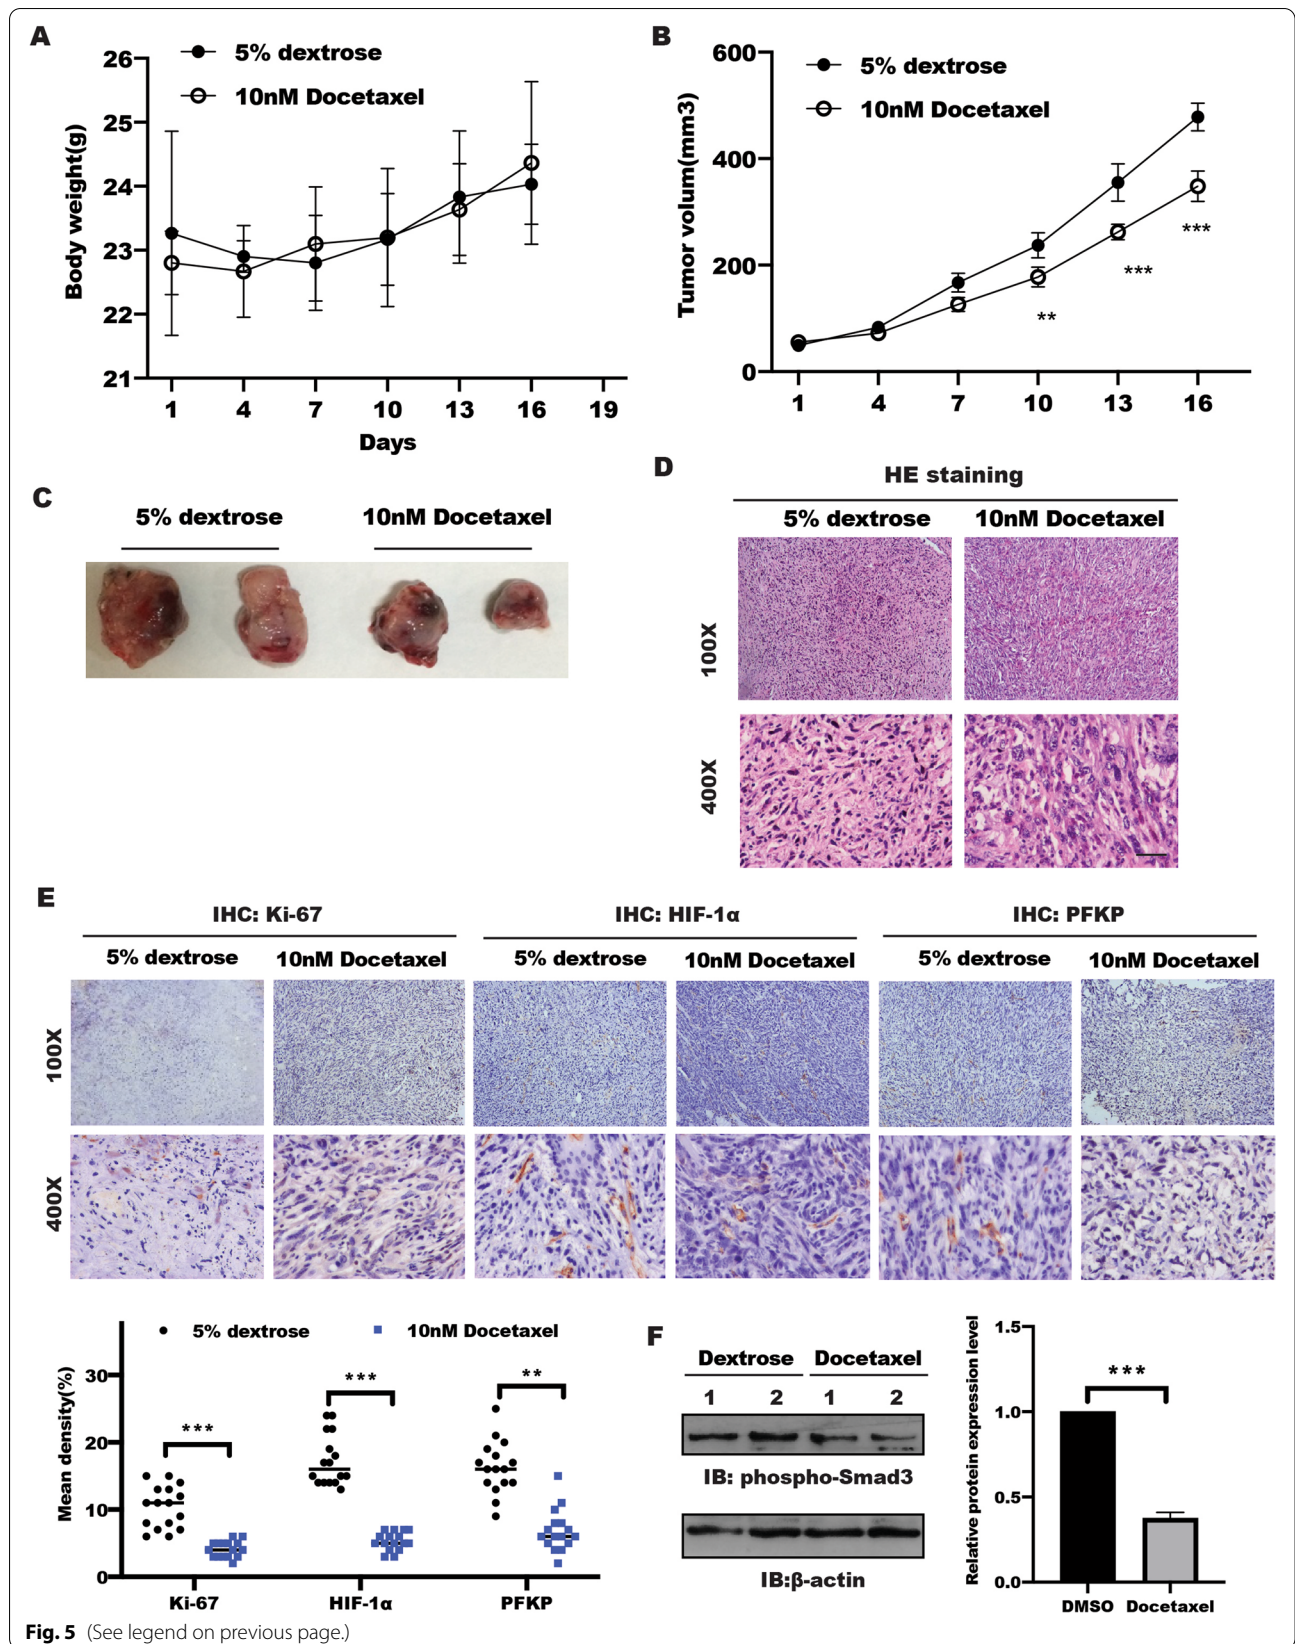 A
5% dextrose
10nM Docetaxel
Body weight(g)
26
25
24
23
22
21
1 4 7 10 13 16 19
Days
B
5% dextrose
10nM Docetaxel
Tumor volum(mm3)
600
400
200
0
**
***
***
1 4 7 10 13 16
C
5% dextrose 10nM Docetaxel
D
HE staining
5% dextrose 10nM Docetaxel
100X
400X
E
IHC: Ki-67 IHC: HIF-1α IHC: PFKP
5% dextrose 10nM Docetaxel 5% dextrose 10nM Docetaxel 5% dextrose 10nM Docetaxel
100X
400X
5% dextrose 10nM Docetaxel
Mean density(%)
30
20
10
0
***
***
**
Ki-67 HIF-1α PFKP
F
Dextrose Docetaxel
1 2 1 2
IB: phospho-Smad3
IB:β-actin
Relative protein expression level
1.5
1.0
0.5
0.0
***
DMSO Docetaxel
Fig. 5 (See legend on previous page.)